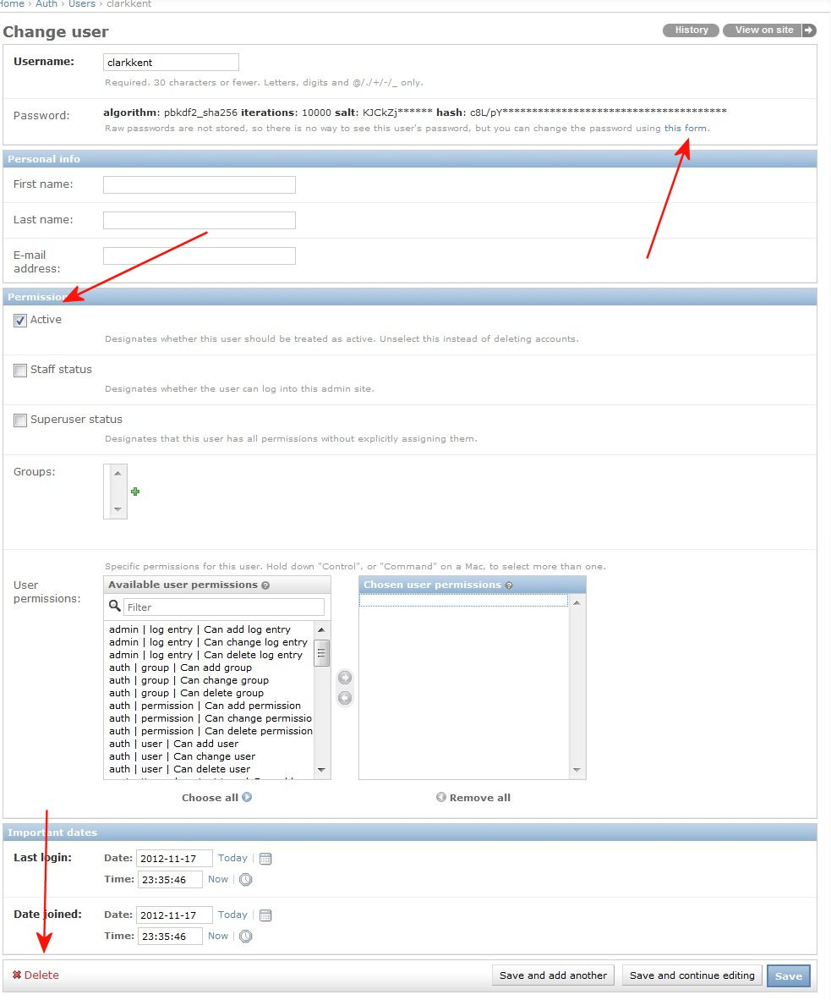 Home › Auth › Users › clarkkent
Change user
History View on site
Username: clarkkent
Required. 30 characters or fewer. Letters, digits and @/./+/-/_ only.
Password: algorithm: pbkdf2_sha256 iterations: 10000 salt: KJCkZj****** hash: c8L/pY**************************************
Raw passwords are not stored, so there is no way to see this user's password, but you can change the password using this form.
Personal info
First name:
Last name:
E-mail
address:
Permission
Active
Designates whether this user should be treated as active. Unselect this instead of deleting accounts.
Staff status
Designates whether the user can log into this admin site.
Superuser status
Designates that this user has all permissions without explicitly assigning them.
Groups:
Specific permissions for this user. Hold down "Control", or "Command" on a Mac, to select more than one.
User
permissions:
Available user permissions ?
Filter
admin | log entry | Can add log entry
admin | log entry | Can change log entry
admin | log entry | Can delete log entry
auth | group | Can add group
auth | group | Can change group
auth | group | Can delete group
auth | permission | Can add permission
auth | permission | Can change permissio
auth | permission | Can delete permission
auth | user | Can add user
auth | user | Can change user
auth | user | Can delete user
Choose all
Chosen user permissions ?
Remove all
Important dates
Last login: Date: 2012-11-17 Today |
Time: 23:35:46 Now |
Date joined: Date: 2012-11-17 Today |
Time: 23:35:46 Now |
Delete Save and add another Save and continue editing Save